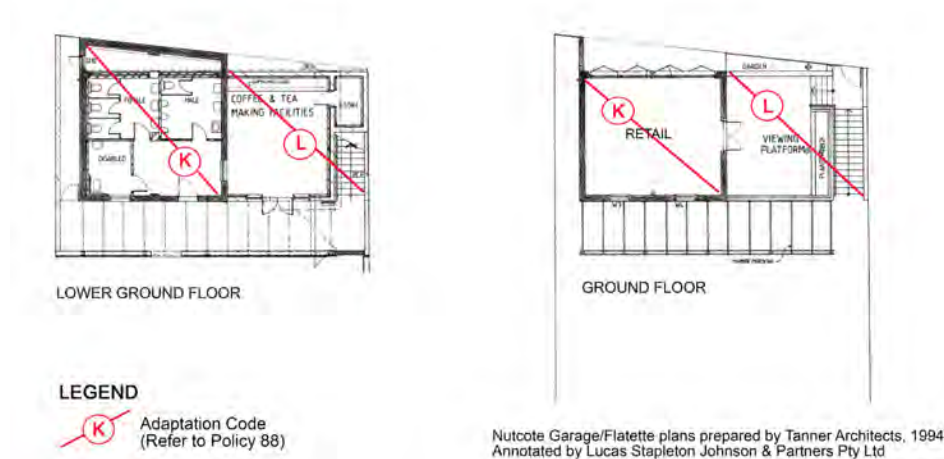 FEMALE
MALE
COFFEE & TEA
MAKING FACILITIES
STORE
DISABLED
K
L
LOWER GROUND FLOOR
GARDEN
K
L
RETAIL
VIEWING
PLATFORM
GROUND FLOOR
LEGEND
K
Adaptation Code
(Refer to Policy 88)
Nutcote Garage/Flatette plans prepared by Tanner Architects, 1994
Annotated by Lucas Stapleton Johnson & Partners Pty Ltd